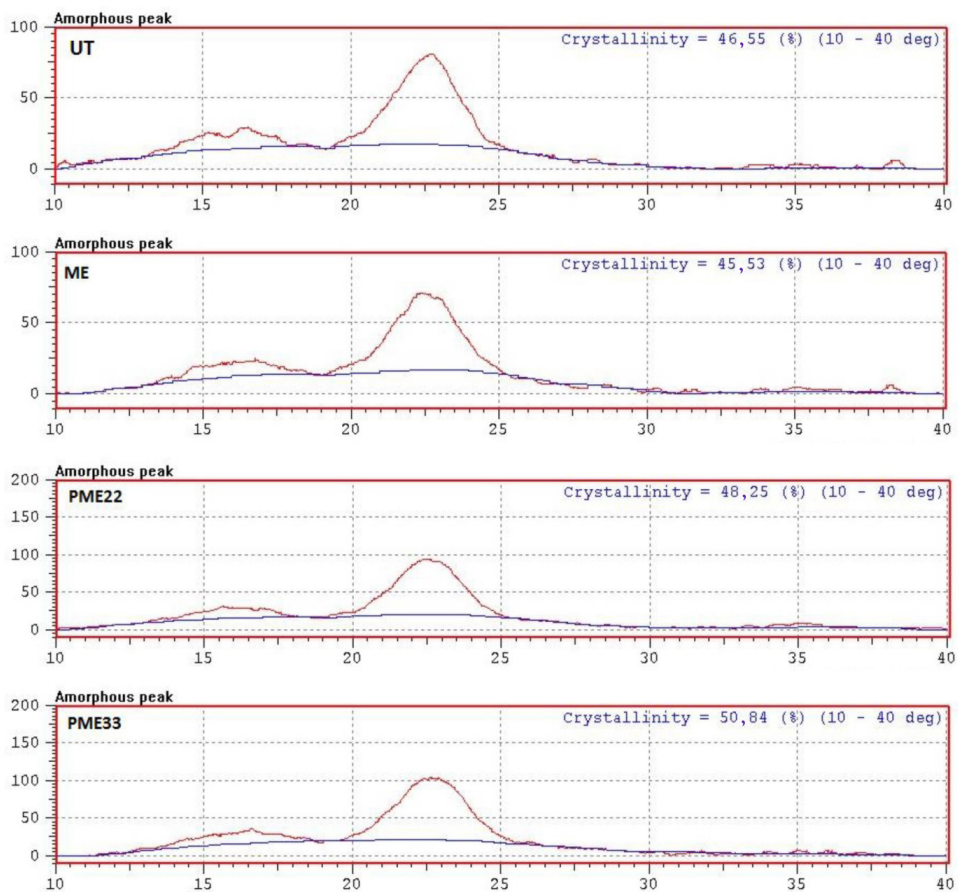 Amorphous peak
100
UT
Crystallinity = 46,55 (%) (10 - 40 deg)
50
0
10 15 20 25 30 35 40
Amorphous peak
100
ME
Crystallinity = 45,53 (%) (10 - 40 deg)
50
0
10 15 20 25 30 35 40
Amorphous peak
200
PME22
Crystallinity = 48,25 (%) (10 - 40 deg)
150
100
50
0
10 15 20 25 30 35 40
Amorphous peak
200
PME33
Crystallinity = 50,84 (%) (10 - 40 deg)
150
100
50
0
10 15 20 25 30 35 40